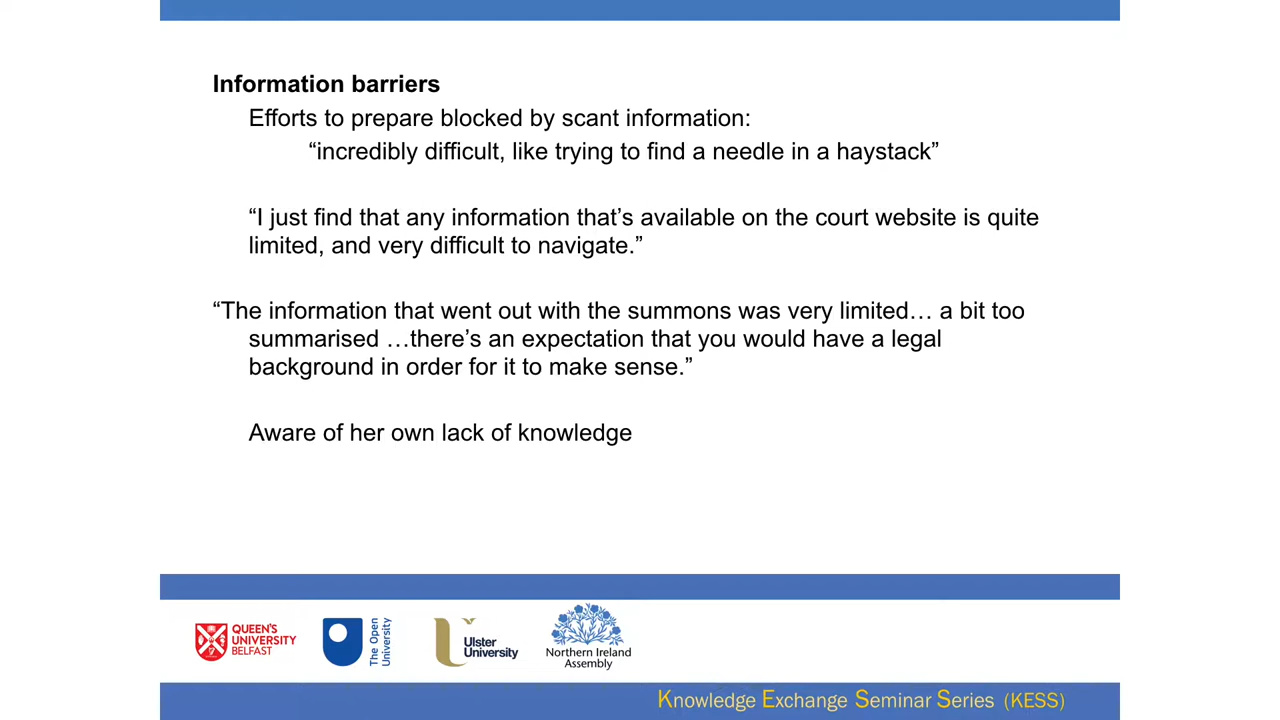 Information barriers
Efforts to prepare blocked by scant information:
“incredibly difficult, like trying to find a needle in a haystack”
“I just find that any information that’s available on the court website is quite
limited, and very difficult to navigate.”
“The information that went out with the summons was very limited… a bit too
summarised …there’s an expectation that you would have a legal
background in order for it to make sense.”
Aware of her own lack of knowledge
QUEEN'S
UNIVERSITY
BELFAST
The Open
University
Ulster
University
Northern Ireland
Assembly
Knowledge Exchange Seminar Series (KESS)